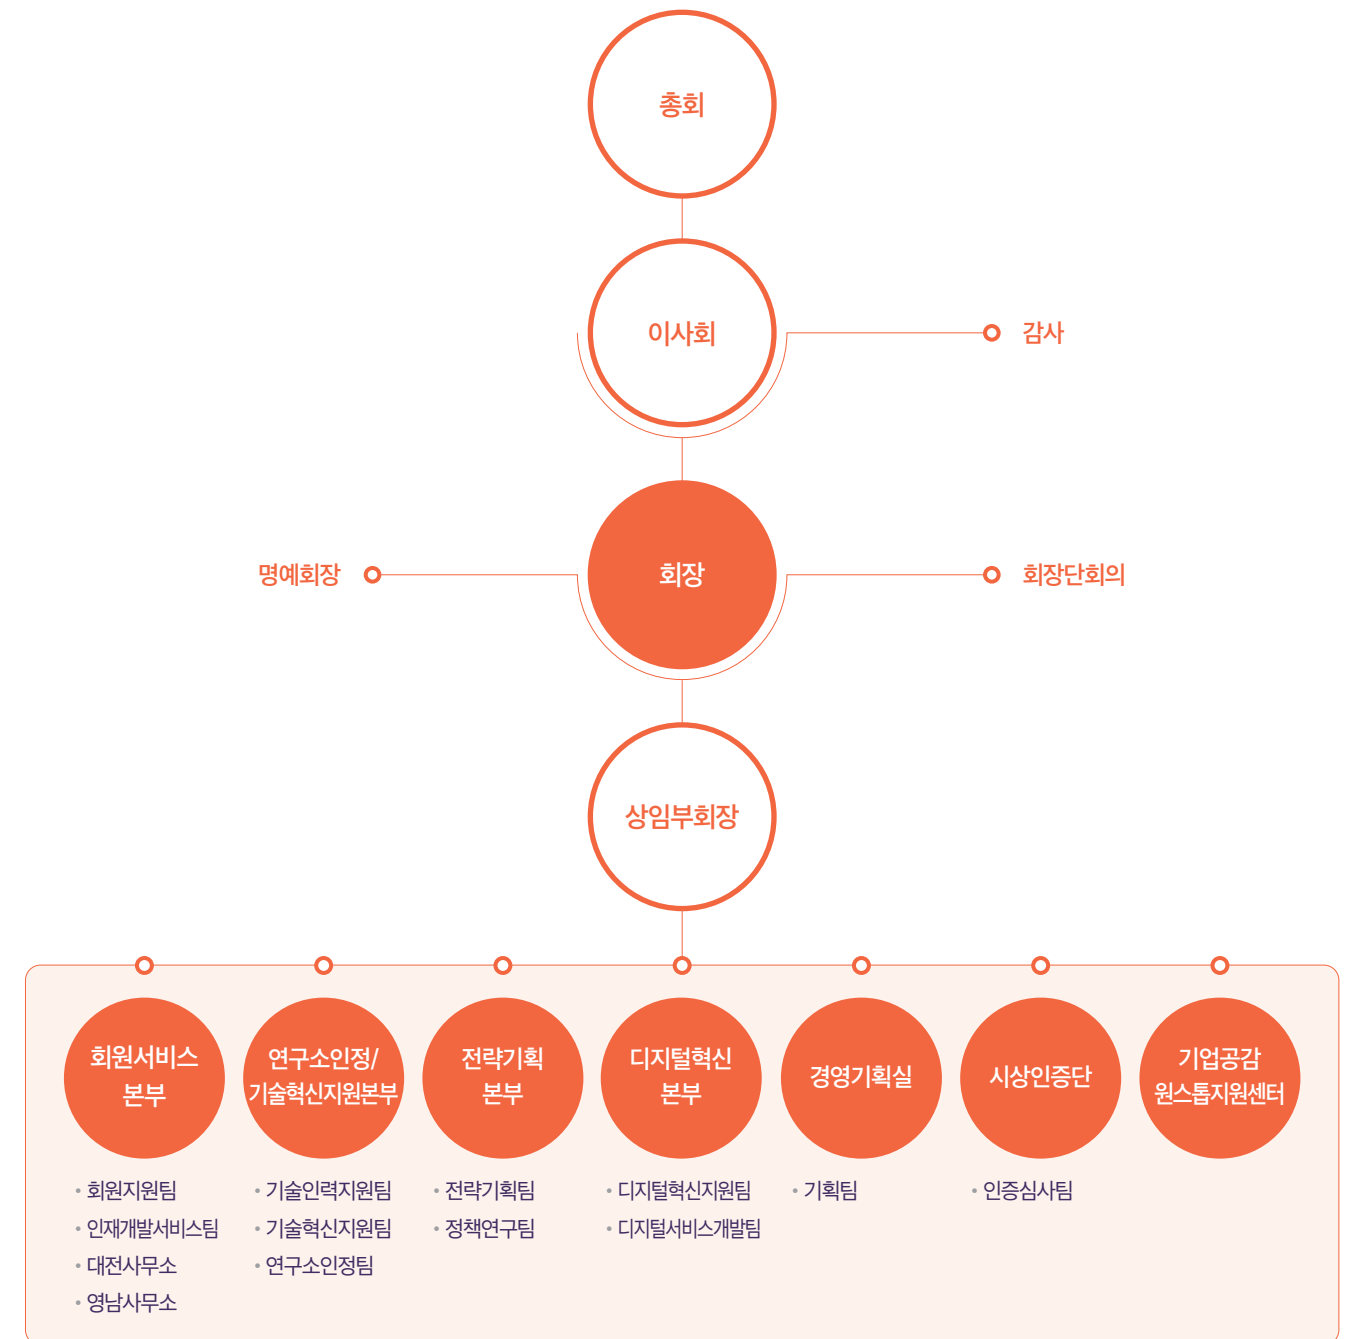 총회
이사회
감사
명예회장
회장
회장단회의
상임부회장
회원서비스
본부
연구소인정/
기술혁신지원본부
전략기획
본부
디지털혁신
본부
경영기획실
시상인증단
기업공감
원스톱지원센터
· 회원지원팀
· 인재개발서비스팀
· 대전사무소
· 영남사무소
· 기술인력지원팀
· 기술혁신지원팀
· 연구소인정팀
· 전략기획팀
· 정책연구팀
· 디지털혁신지원팀
· 디지털서비스개발팀
· 기획팀
· 인증심사팀